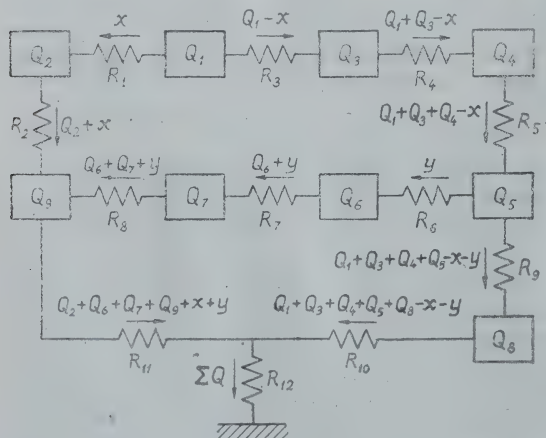 x
Q₁-x
Q₁+Q₃-x
Q₂
Q₁
Q₃
Q₄
R₁
R₃
R₄
R₂
Q₂+x
Q₁+Q₃+Q₄-x
R₅
Q₆+Q₇+y
Q₆+y
y
Q₉
Q₇
Q₆
Q₅
R₈
R₇
R₆
Q₁+Q₃+Q₄+Q₅-x-y
R₉
Q₂+Q₆+Q₇+Q₉+x+y
Q₁+Q₃+Q₄+Q₅+Q₈-x-y
Q₈
R₁₁
R₁₀
ΣQ
R₁₂